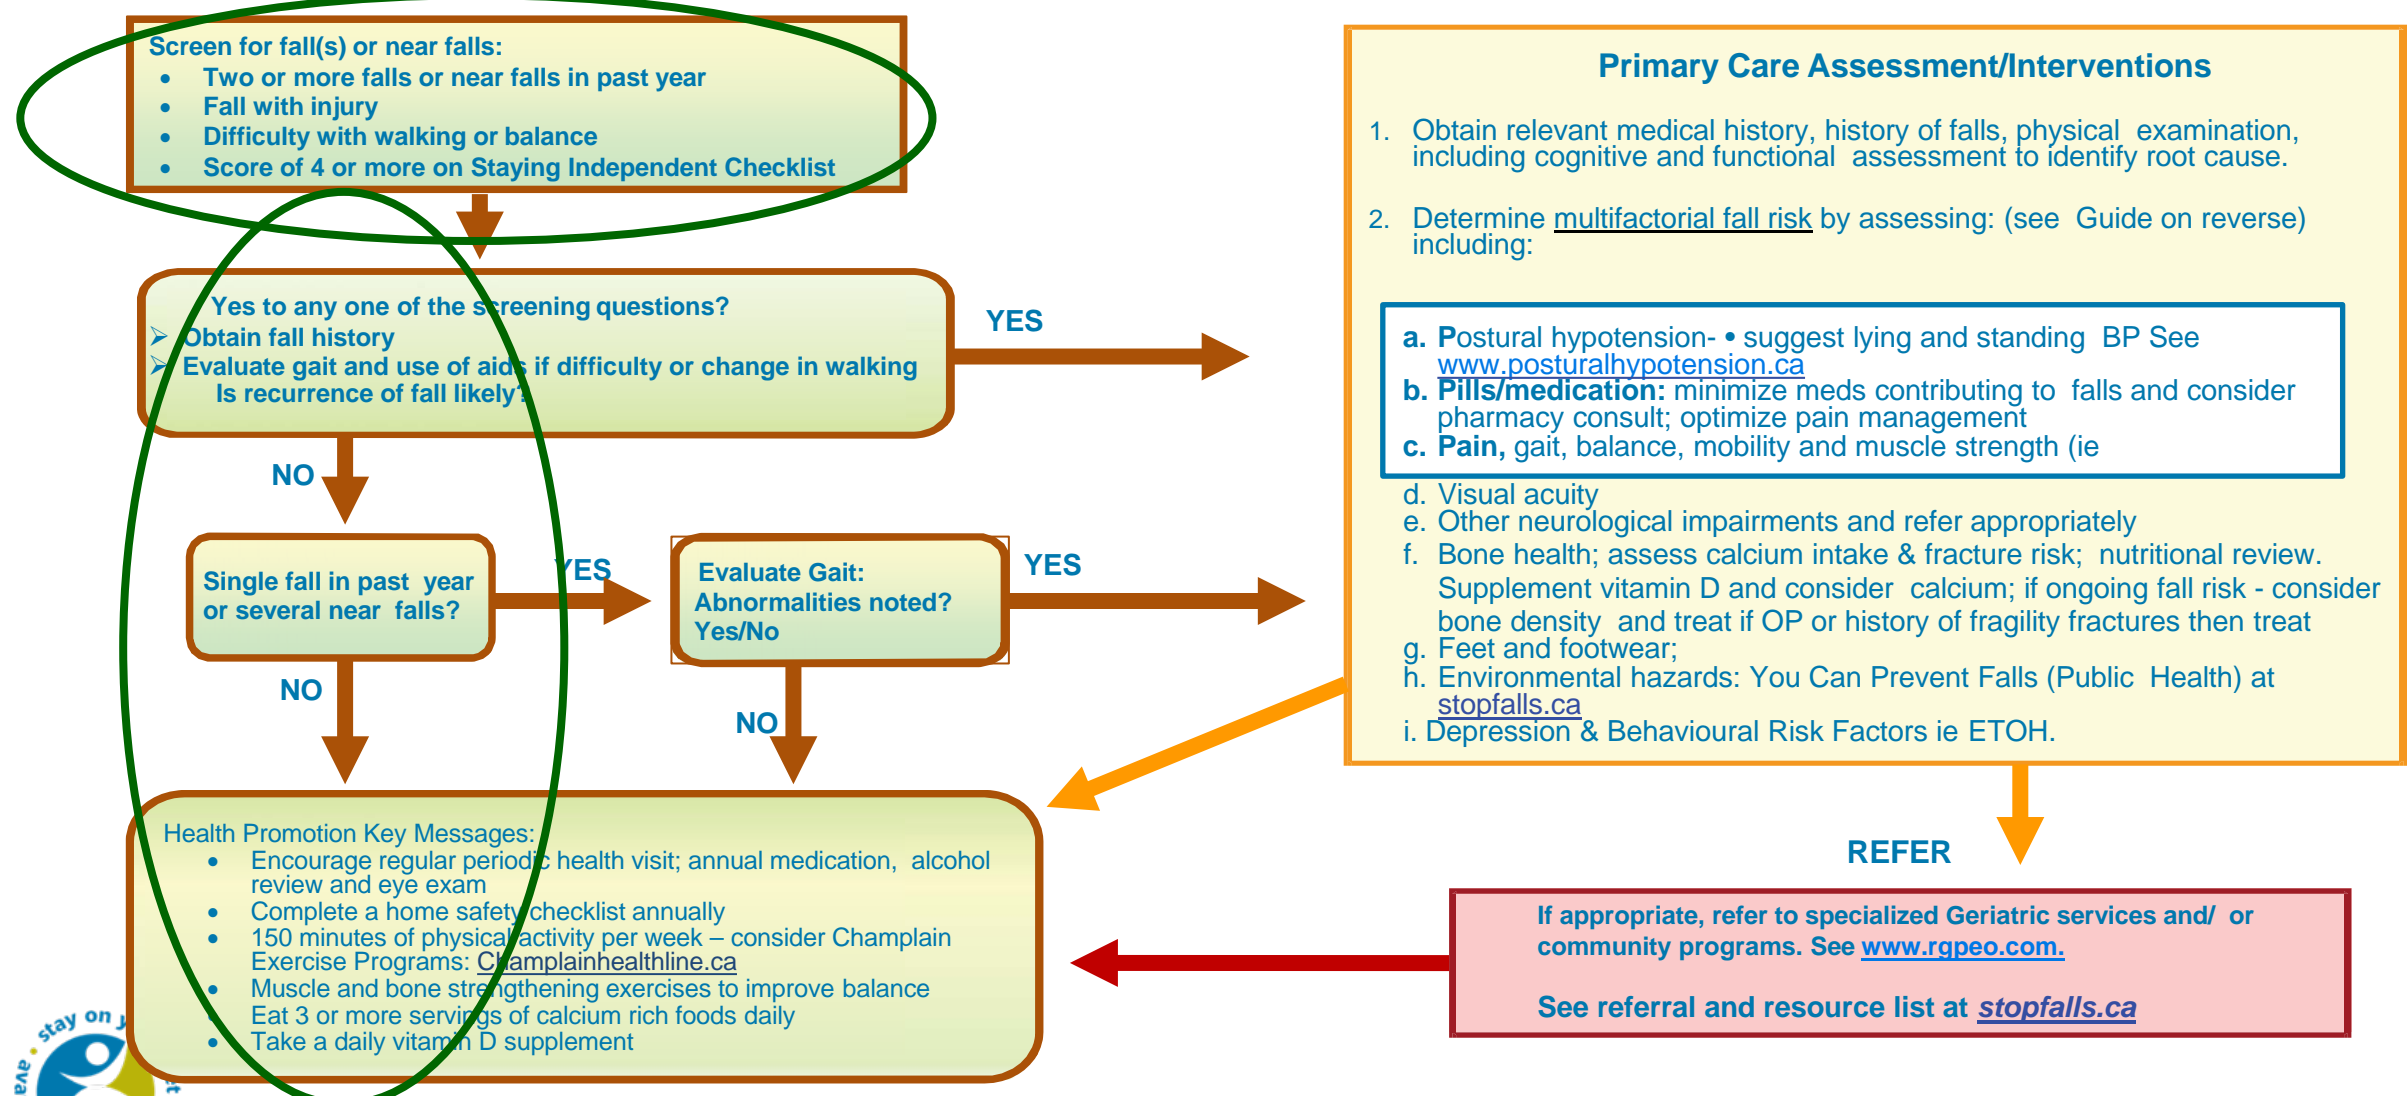 Screen for fall(s) or near falls:
• Two or more falls or near falls in past year
• Fall with injury
• Difficulty with walking or balance
• Score of 4 or more on Staying Independent Checklist
Yes to any one of the screening questions?
➢ Obtain fall history
➢ Evaluate gait and use of aids if difficulty or change in walking
Is recurrence of fall likely?
YES
NO
Single fall in past year
or several near falls?
YES
Evaluate Gait:
Abnormalities noted?
Yes/No
YES
NO
NO
Health Promotion Key Messages:
• Encourage regular periodic health visit; annual medication, alcohol
review and eye exam
• Complete a home safety checklist annually
• 150 minutes of physical activity per week – consider Champlain
Exercise Programs: Champlainhealthline.ca
• Muscle and bone strengthening exercises to improve balance
• Eat 3 or more servings of calcium rich foods daily
• Take a daily vitamin D supplement
stay on
Primary Care Assessment/Interventions
1. Obtain relevant medical history, history of falls, physical examination,
including cognitive and functional assessment to identify root cause.
2. Determine multifactorial fall risk by assessing: (see Guide on reverse)
including:
a. Postural hypotension- • suggest lying and standing BP See
www.posturalhypotension.ca
b. Pills/medication: minimize meds contributing to falls and consider
pharmacy consult; optimize pain management
c. Pain, gait, balance, mobility and muscle strength (ie
d. Visual acuity
e. Other neurological impairments and refer appropriately
f. Bone health; assess calcium intake & fracture risk; nutritional review.
Supplement vitamin D and consider calcium; if ongoing fall risk - consider
bone density and treat if OP or history of fragility fractures then treat
g. Feet and footwear;
h. Environmental hazards: You Can Prevent Falls (Public Health) at
stopfalls.ca
i. Depression & Behavioural Risk Factors ie ETOH.
REFER
If appropriate, refer to specialized Geriatric services and/ or
community programs. See www.rgpeo.com.
See referral and resource list at stopfalls.ca